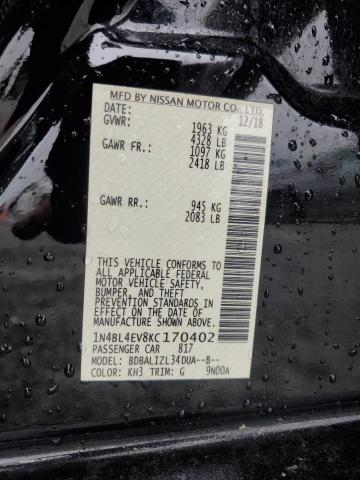 MFD BY NISSAN MOTOR CO., LTD.
DATE: 12/18
GVWR: 1963 KG
4328 LB
GAWR FR.: 1097 KG
2418 LB
GAWR RR.: 945 KG
2083 LB
THIS VEHICLE CONFORMS TO
ALL APPLICABLE FEDERAL
MOTOR VEHICLE SAFETY,
BUMPER, AND THEFT
PREVENTION STANDARDS
IN EFFECT ON THE DATE OF
MANUFACTURE SHOWN ABOVE.
1N4BL4EV8KC170402
PASSENGER CAR 817
MODEL: BDBALIZL34DUA--B--
COLOR: KH3 TRIM: G 9N00A